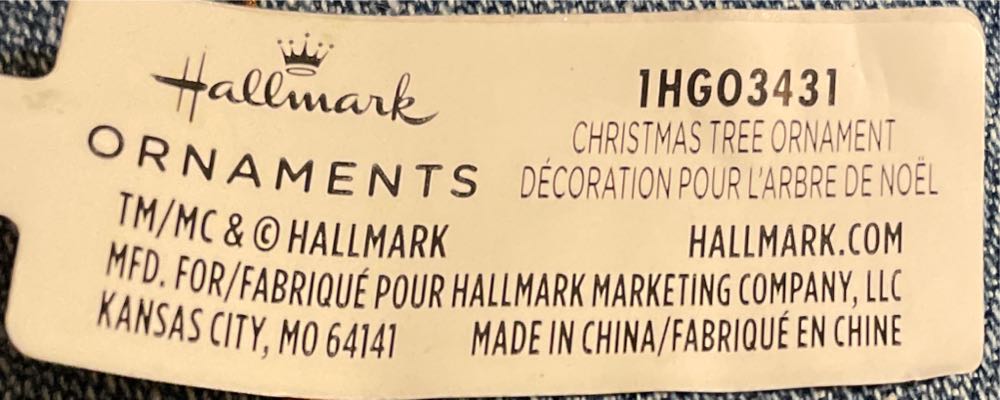 Hallmark
ORNAMENTS
1HGO3431
CHRISTMAS TREE ORNAMENT
DÉCORATION POUR L'ARBRE DE NOËL
TM/MC & © HALLMARK
HALLMARK.COM
MFD. FOR/FABRIQUÉ POUR HALLMARK MARKETING COMPANY, LLC
KANSAS CITY, MO 64141 MADE IN CHINA/FABRIQUÉ EN CHINE